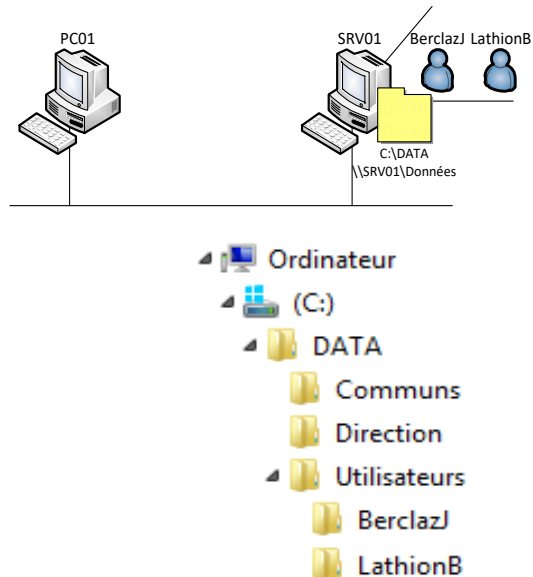 PC01
SRV01
BerclazJ LathionB
C:\DATA
\\SRV01\Données
Ordinateur
(C:)
DATA
Communs
Direction
Utilisateurs
BerclazJ
LathionB